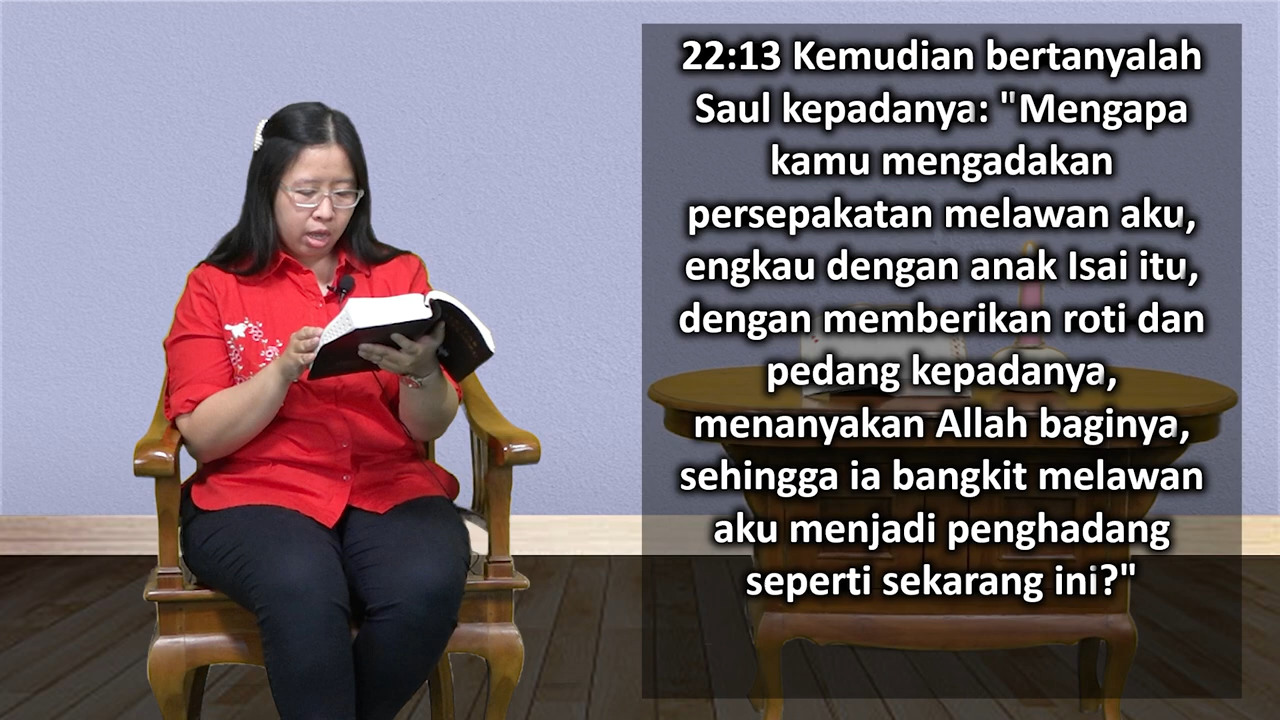 22:13 Kemudian bertanyalah
Saul kepadanya: "Mengapa
kamu mengadakan
persepakatan melawan aku,
engkau dengan anak Isai itu,
dengan memberikan roti dan
pedang kepadanya,
menanyakan Allah baginya,
sehingga ia bangkit melawan
aku menjadi penghadang
seperti sekarang ini?"